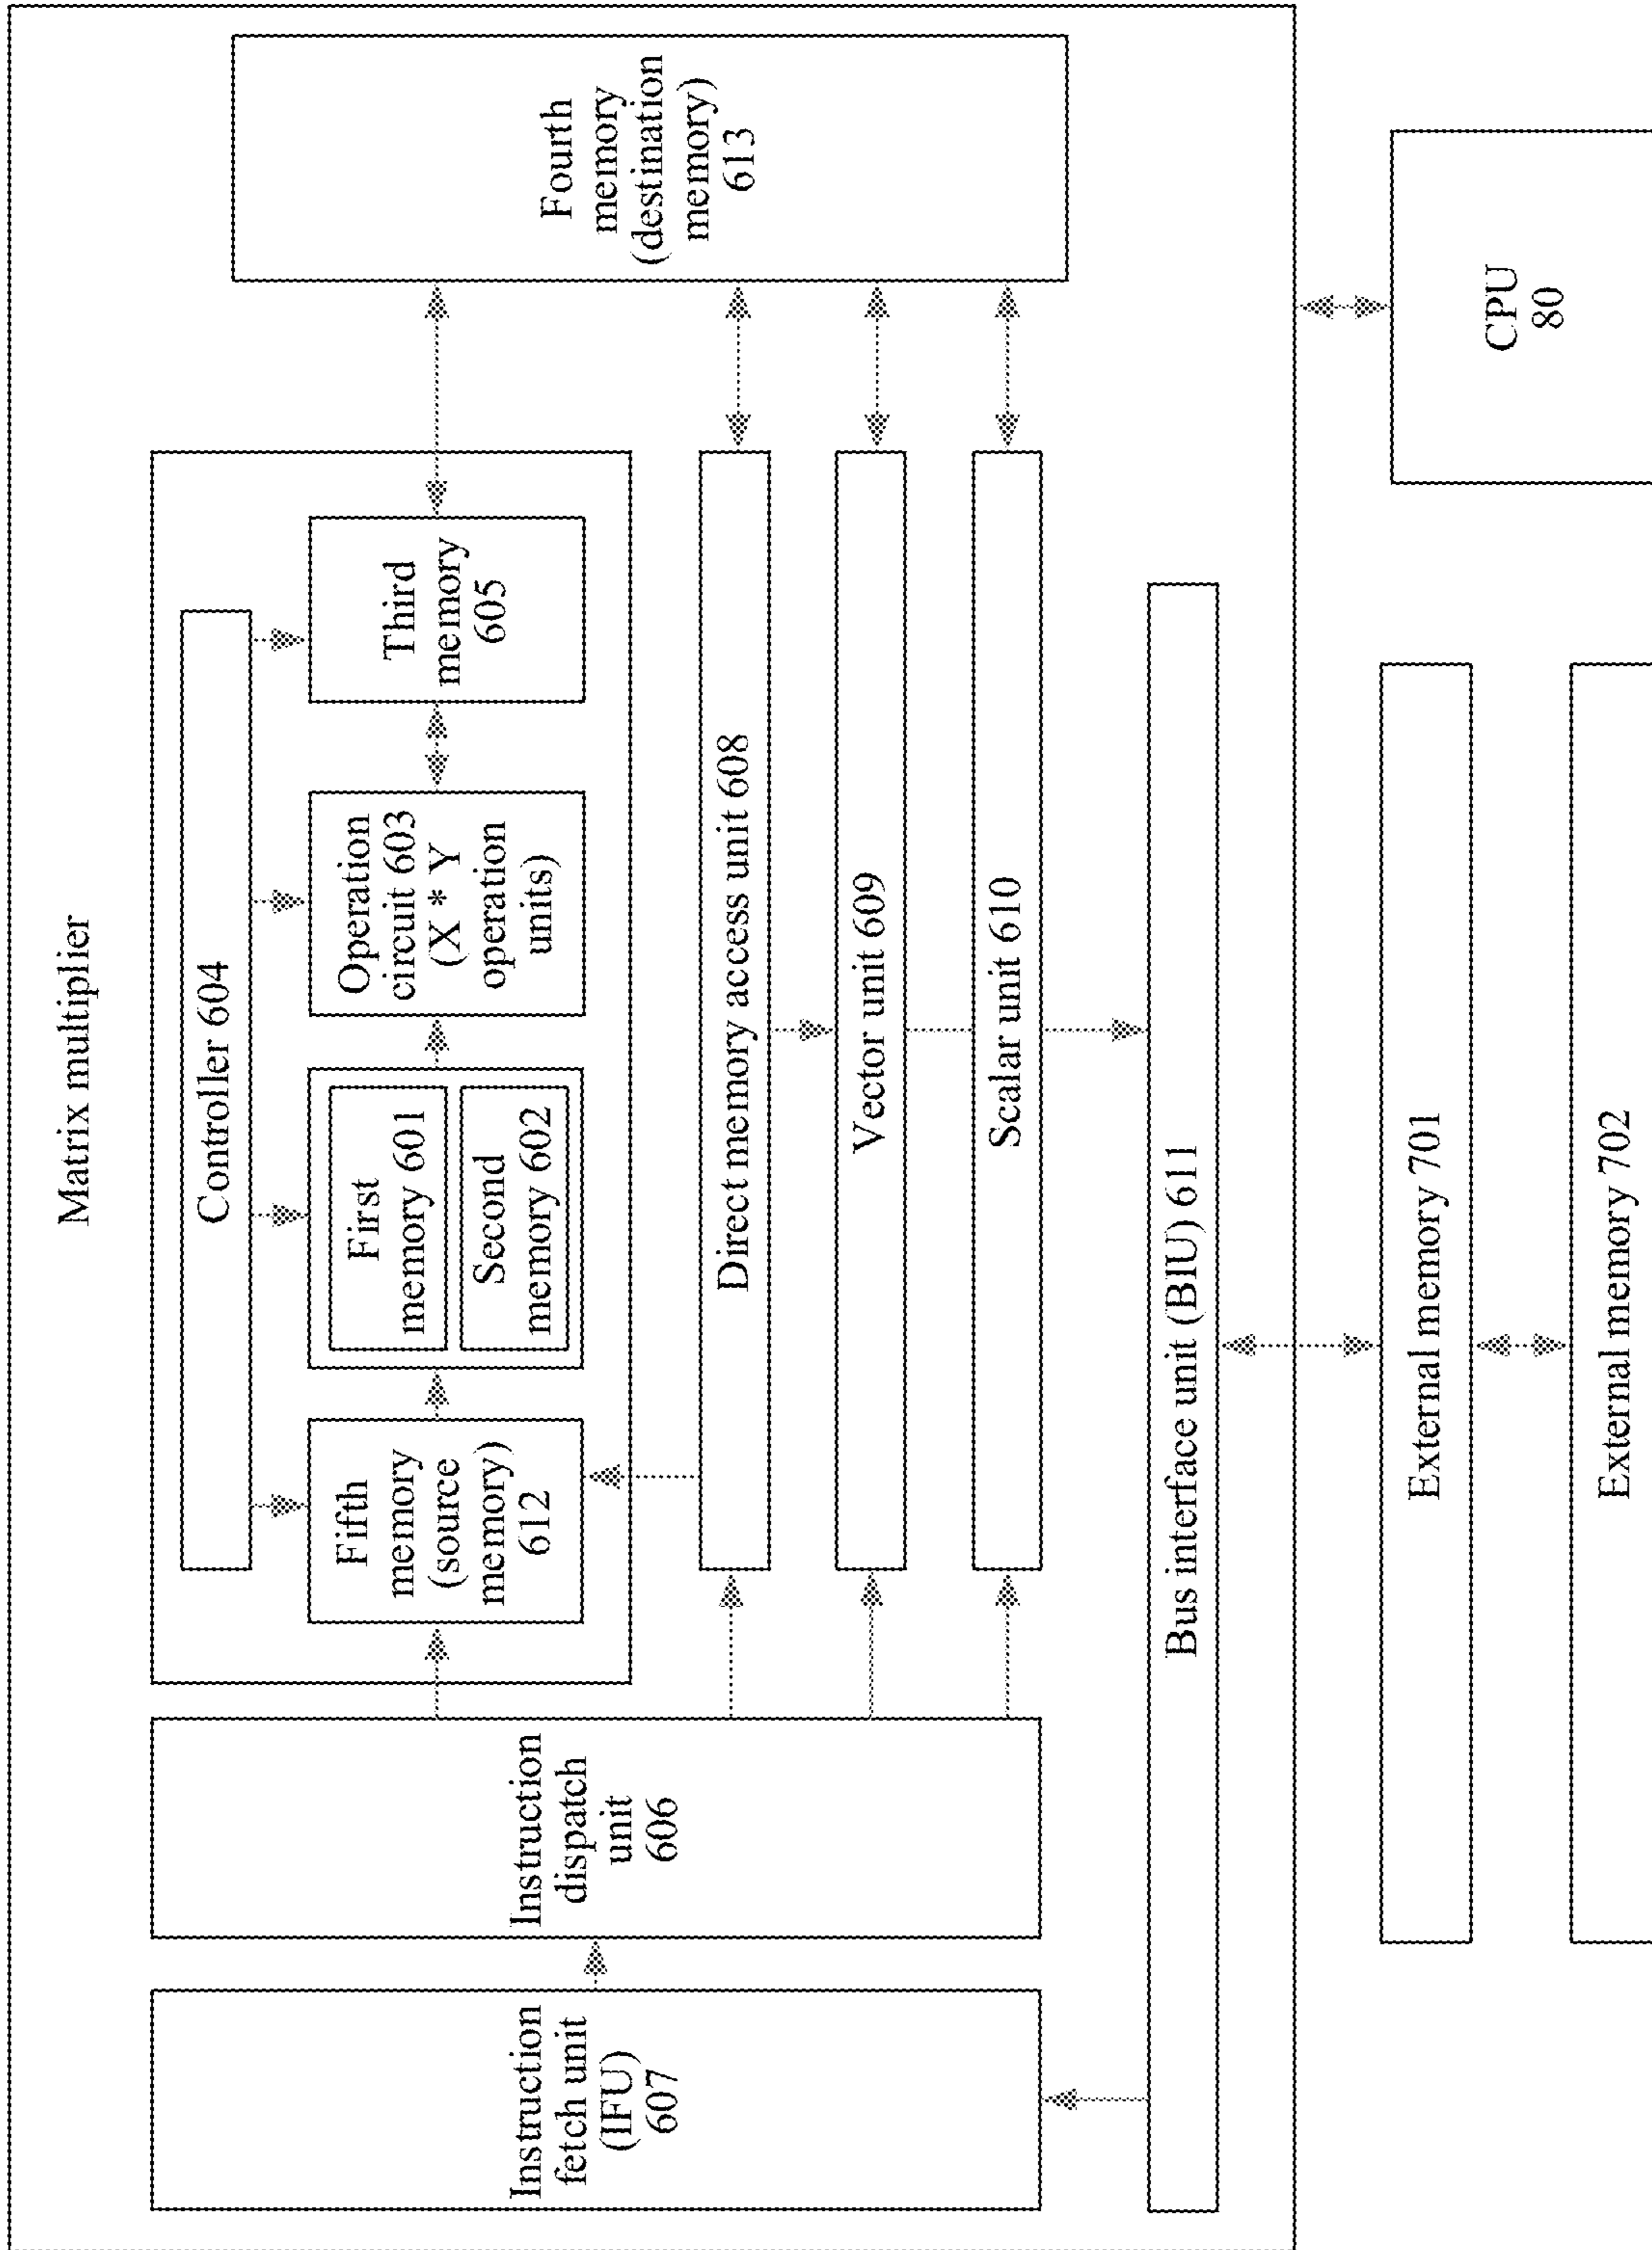 Matrix multiplier
Controller 604
Instruction
fetch unit
(IFU)
607
Instruction
dispatch
unit
606
Fifth
memory
(source
memory)
612
First
memory 601
Second
memory 602
Operation
circuit 603
(X * Y
operation
units)
Third
memory
605
Fourth
memory
(destination
memory)
613
Direct memory access unit 608
Vector unit 609
Scalar unit 610
Bus interface unit (BIU) 611
External memory 701
External memory 702
CPU
80